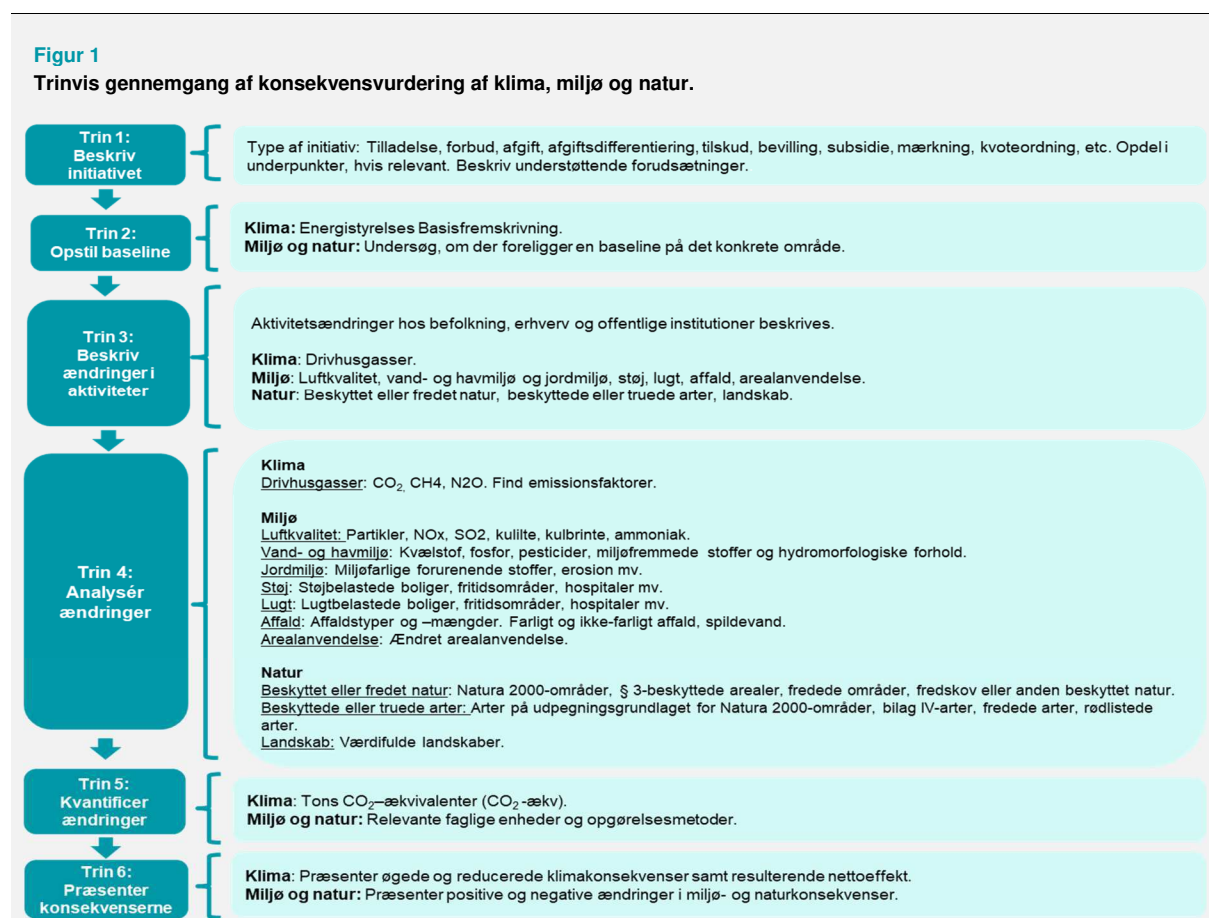 Figur 1
Trinvis gennemgang af konsekvensvurdering af klima, miljø og natur.
Trin 1:
Beskriv
initiativet
Type af initiativ: Tilladelse, forbud, afgift, afgiftsdifferentiering, tilskud, bevilling, subsidie, mærkning, kvoteordning, etc. Opdel i
underpunkter, hvis relevant. Beskriv understøttende forudsætninger.
Trin 2:
Opstil baseline
Klima: Energistyrelses Basisfremskrivning.
Miljø og natur: Undersøg, om der foreligger en baseline på det konkrete område.
Trin 3:
Beskriv
ændringer i
aktiviteter
Aktivitetsændringer hos befolkning, erhverv og offentlige institutioner beskrives.
Klima: Drivhusgasser.
Miljø: Luftkvalitet, vand- og havmiljø og jordmiljø, støj, lugt, affald, arealanvendelse.
Natur: Beskyttet eller fredet natur, beskyttede eller truede arter, landskab.
Trin 4:
Analysér
ændringer
Klima
Drivhusgasser: CO2, CH4, N2O. Find emissionsfaktorer.
Miljø
Luftkvalitet: Partikler, NOx, SO2, kulilte, kulbrinte, ammoniak.
Vand- og havmiljø: Kvælstof, fosfor, pesticider, miljøfremmede stoffer og hydromorfologiske forhold.
Jordmiljø: Miljøfarlige forurenende stoffer, erosion mv.
Støj: Støjbelastede boliger, fritidsområder, hospitaler mv.
Lugt: Lugtbelastede boliger, fritidsområder, hospitaler mv.
Affald: Affaldstyper og –mængder. Farligt og ikke-farligt affald, spildevand.
Arealanvendelse: Ændret arealanvendelse.
Natur
Beskyttet eller fredet natur: Natura 2000-områder, § 3-beskyttede arealer, fredede områder, fredskov eller anden beskyttet natur.
Beskyttede eller truede arter: Arter på udpegningsgrundlaget for Natura 2000-områder, bilag IV-arter, fredede arter, rødlistede
arter.
Landskab: Værdifulde landskaber.
Trin 5:
Kvantificer
ændringer
Klima: Tons CO2–ækvivalenter (CO2-ækv).
Miljø og natur: Relevante faglige enheder og opgørelsesmetoder.
Trin 6:
Præsenter
konsekvenserne
Klima: Præsenter øgede og reducerede klimakonsekvenser samt resulterende nettoeffekt.
Miljø og natur: Præsenter positive og negative ændringer i miljø- og naturkonsekvenser.